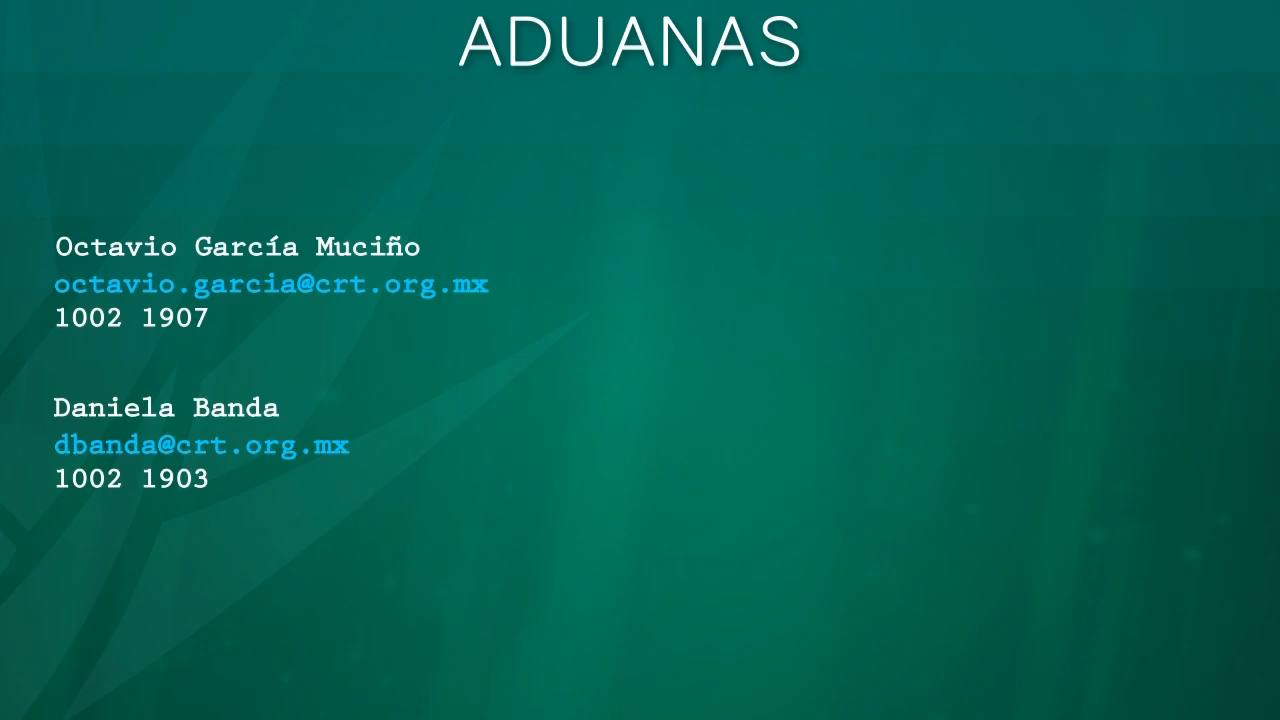 ADUANAS
Octavio García Muciño
octavio.garcia@crt.org.mx
1002 1907
Daniela Banda
dbanda@crt.org.mx
1002 1903